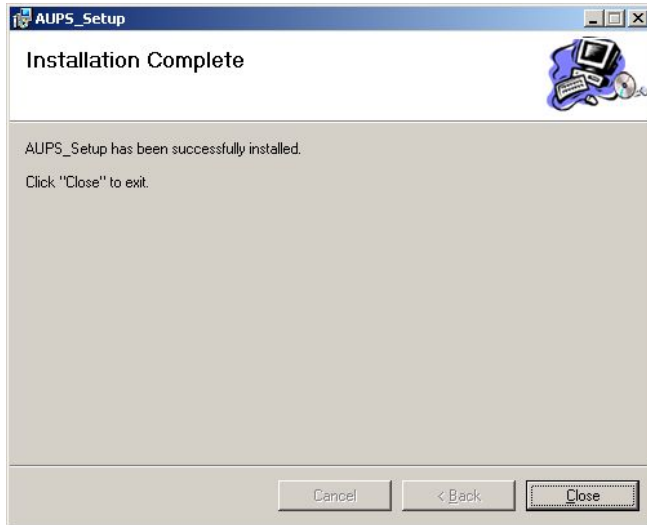 AUPS_Setup
Installation Complete
AUPS_Setup has been successfully installed.
Click "Close" to exit.
Cancel
< Back
Close